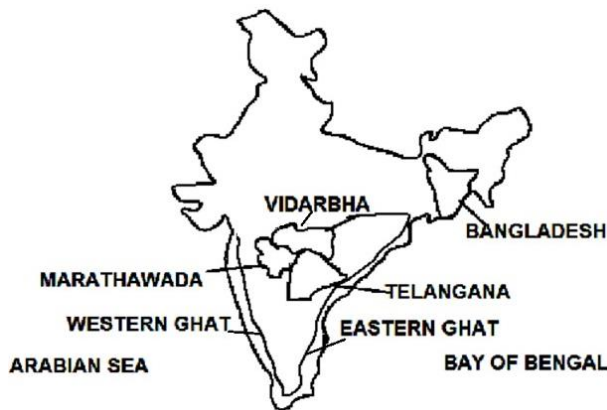 VIDARBHA
BANGLADESH
MARATHAWADA
TELANGANA
WESTERN GHAT
EASTERN GHAT
ARABIAN SEA
BAY OF BENGAL